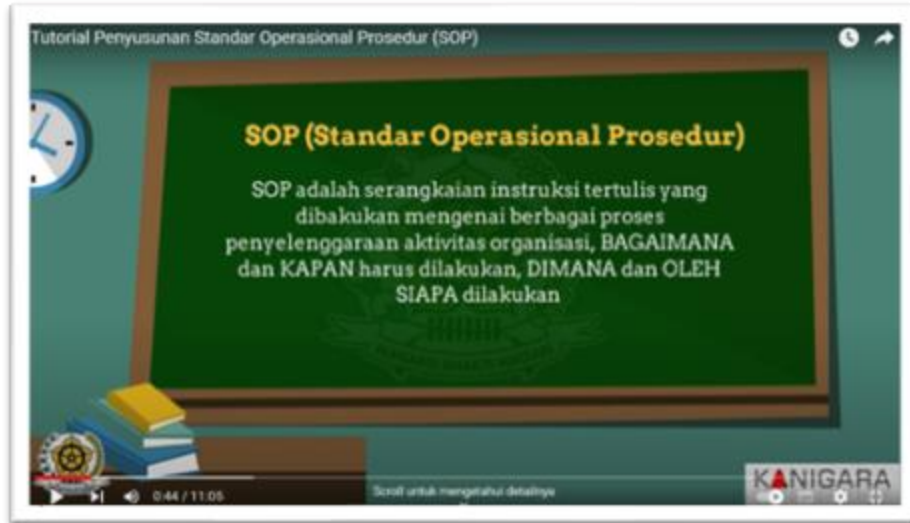 Tutorial Penyusunan Standar Operasional Prosedur (SOP)
SOP (Standar Operasional Prosedur)
SOP adalah serangkaian instruksi tertulis yang
dibakukan mengenai berbagai proses
penyelenggaraan aktivitas organisasi, BAGAIMANA
dan KAPAN harus dilakukan, DIMANA dan OLEH
SIAPA dilakukan
0:44 / 11:05
Scroll untuk mengetahui detailnya
KANIGARA